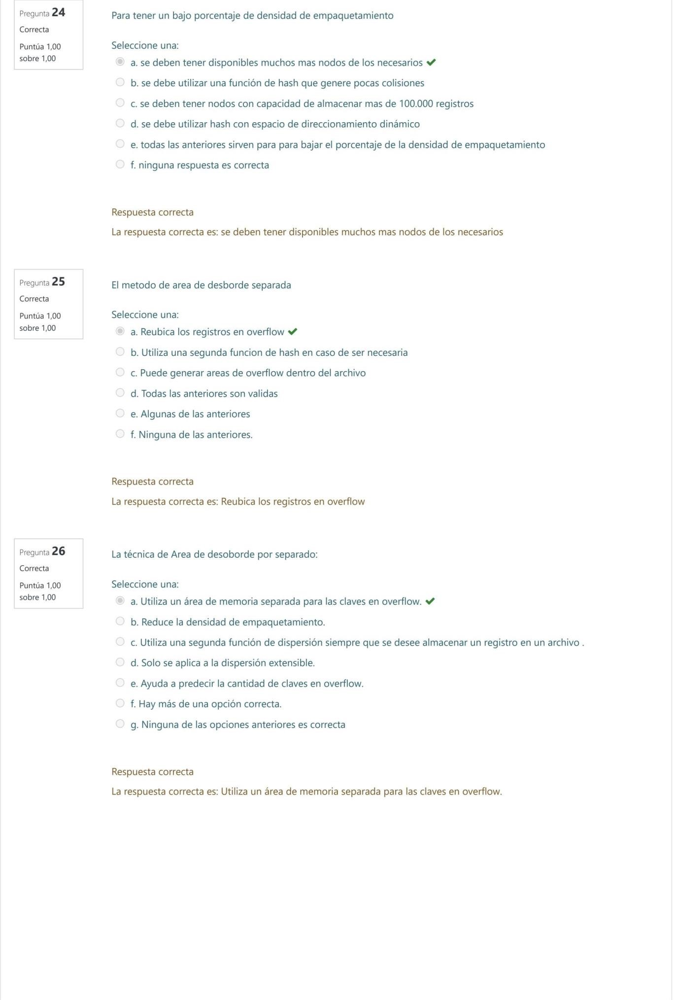 Pregunta 24
Correcta
Puntúa 1,00
sobre 1,00
Para tener un bajo porcentaje de densidad de empaquetamiento
Seleccione una:
a. se deben tener disponibles muchos mas nodos de los necesarios
b. se debe utilizar una función de hash que genere pocas colisiones
c. se deben tener nodos con capacidad de almacenar mas de 100.000 registros
d. se debe utilizar hash con espacio de direccionamiento dinámico
e. todas las anteriores sirven para para bajar el porcentaje de la densidad de empaquetamiento
f. ninguna respuesta es correcta
Respuesta correcta
La respuesta correcta es: se deben tener disponibles muchos mas nodos de los necesarios
Pregunta 25
Correcta
Puntúa 1,00
sobre 1,00
El metodo de area de desborde separada
Seleccione una:
a. Reubica los registros en overflow
b. Utiliza una segunda funcion de hash en caso de ser necesaria
c. Puede generar areas de overflow dentro del archivo
d. Todas las anteriores son validas
e. Algunas de las anteriores
f. Ninguna de las anteriores.
Respuesta correcta
La respuesta correcta es: Reubica los registros en overflow
Pregunta 26
Correcta
Puntúa 1,00
sobre 1,00
La técnica de Area de desoborde por separado:
Seleccione una:
a. Utiliza un área de memoria separada para las claves en overflow.
b. Reduce la densidad de empaquetamiento.
c. Utiliza una segunda función de dispersión siempre que se desee almacenar un registro en un archivo .
d. Solo se aplica a la dispersión extensible.
e. Ayuda a predecir la cantidad de claves en overflow.
f. Hay más de una opción correcta.
g. Ninguna de las opciones anteriores es correcta
Respuesta correcta
La respuesta correcta es: Utiliza un área de memoria separada para las claves en overflow.